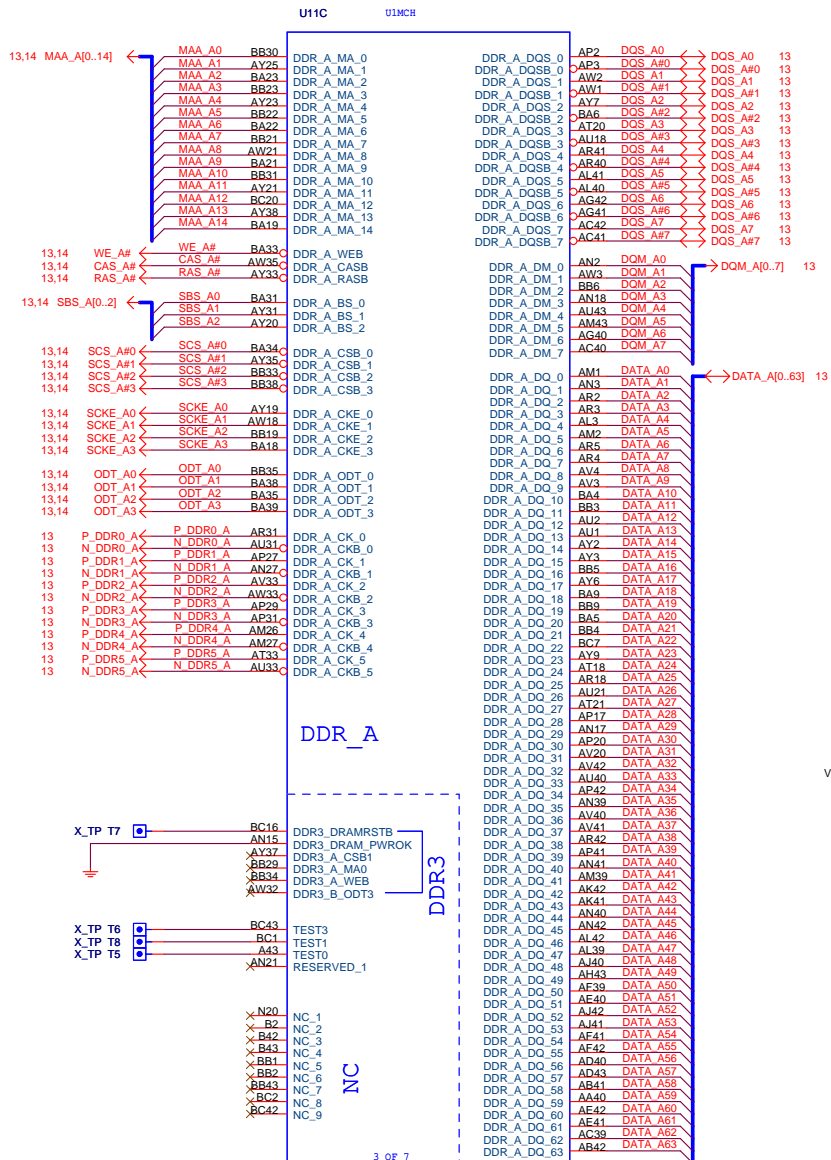 U11C U1MCH
13,14 MAA_A[0..14]
MAA_A0 BB30 DDR_A_MA_0
MAA_A1 AY25 DDR_A_MA_1
MAA_A2 BA23 DDR_A_MA_2
MAA_A3 BB23 DDR_A_MA_3
MAA_A4 AY23 DDR_A_MA_4
MAA_A5 BB22 DDR_A_MA_5
MAA_A6 BA22 DDR_A_MA_6
MAA_A7 BB21 DDR_A_MA_7
MAA_A8 AW21 DDR_A_MA_8
MAA_A9 BA21 DDR_A_MA_9
MAA_A10 BB31 DDR_A_MA_10
MAA_A11 AY21 DDR_A_MA_11
MAA_A12 BC20 DDR_A_MA_12
MAA_A13 AY38 DDR_A_MA_13
MAA_A14 BA19 DDR_A_MA_14
13,14 WE_A# WE_A# BA33 DDR_A_WEB
13,14 CAS_A# CAS_A# AW35 DDR_A_CASB
13,14 RAS_A# RAS_A# AY33 DDR_A_RASB
13,14 SBS_A[0..2]
SBS_A0 BA31 DDR_A_BS_0
SBS_A1 AY31 DDR_A_BS_1
SBS_A2 AY20 DDR_A_BS_2
13,14 SCS_A#0 SCS_A#0 BA34 DDR_A_CSB_0
13,14 SCS_A#1 SCS_A#1 AY35 DDR_A_CSB_1
13,14 SCS_A#2 SCS_A#2 BB33 DDR_A_CSB_2
13,14 SCS_A#3 SCS_A#3 BB38 DDR_A_CSB_3
13,14 SCKE_A0 SCKE_A0 AY19 DDR_A_CKE_0
13,14 SCKE_A1 SCKE_A1 AW18 DDR_A_CKE_1
13,14 SCKE_A2 SCKE_A2 BB19 DDR_A_CKE_2
13,14 SCKE_A3 SCKE_A3 BA18 DDR_A_CKE_3
13,14 ODT_A0 ODT_A0 BB35 DDR_A_ODT_0
13,14 ODT_A1 ODT_A1 BA38 DDR_A_ODT_1
13,14 ODT_A2 ODT_A2 BA35 DDR_A_ODT_2
13,14 ODT_A3 ODT_A3 BA39 DDR_A_ODT_3
13 P_DDR0_A P_DDR0_A AR31 DDR_A_CK_0
13 N_DDR0_A N_DDR0_A AU31 DDR_A_CKB_0
13 P_DDR1_A P_DDR1_A AP27 DDR_A_CK_1
13 N_DDR1_A N_DDR1_A AN27 DDR_A_CKB_1
13 P_DDR2_A P_DDR2_A AV33 DDR_A_CK_2
13 N_DDR2_A N_DDR2_A AW33 DDR_A_CKB_2
13 P_DDR3_A P_DDR3_A AP29 DDR_A_CK_3
13 N_DDR3_A N_DDR3_A AP31 DDR_A_CKB_3
13 P_DDR4_A P_DDR4_A AM26 DDR_A_CK_4
13 N_DDR4_A N_DDR4_A AM27 DDR_A_CKB_4
13 P_DDR5_A P_DDR5_A AT33 DDR_A_CK_5
13 N_DDR5_A N_DDR5_A AU33 DDR_A_CKB_5
DDR_A
X_TP T7 BC16 DDR3_DRAMRSTB
AN15 DDR3_DRAM_PWROK
AY37 DDR3_A_CSB1
BB29 DDR3_A_MA0
BB34 DDR3_A_WEB
AW32 DDR3_B_ODT3
DDR3
X_TP T6 BC43 TEST3
X_TP T8 BC1 TEST1
X_TP T5 A43 TEST0
AN21 RESERVED_1
N20 NC_1
B2 NC_2
B42 NC_3
B43 NC_4
BB1 NC_5
BB2 NC_6
BB43 NC_7
BC2 NC_8
BC42 NC_9
NC
3 OF 7
DDR_A_DQS_0 AP2 DQS_A0 DQS_A0 13
DDR_A_DQSB_0 AP3 DQS_A#0 DQS_A#0 13
DDR_A_DQS_1 AW2 DQS_A1 DQS_A1 13
DDR_A_DQSB_1 AW1 DQS_A#1 DQS_A#1 13
DDR_A_DQS_2 AY7 DQS_A2 DQS_A2 13
DDR_A_DQSB_2 BA6 DQS_A#2 DQS_A#2 13
DDR_A_DQS_3 AT20 DQS_A3 DQS_A3 13
DDR_A_DQSB_3 AU18 DQS_A#3 DQS_A#3 13
DDR_A_DQS_4 AR41 DQS_A4 DQS_A4 13
DDR_A_DQSB_4 AR40 DQS_A#4 DQS_A#4 13
DDR_A_DQS_5 AL41 DQS_A5 DQS_A5 13
DDR_A_DQSB_5 AL40 DQS_A#5 DQS_A#5 13
DDR_A_DQS_6 AG42 DQS_A6 DQS_A6 13
DDR_A_DQSB_6 AG41 DQS_A#6 DQS_A#6 13
DDR_A_DQS_7 AC42 DQS_A7 DQS_A7 13
DDR_A_DQSB_7 AC41 DQS_A#7 DQS_A#7 13
DDR_A_DM_0 AN2 DQM_A0 DQM_A[0..7] 13
DDR_A_DM_1 AW3 DQM_A1
DDR_A_DM_2 BB6 DQM_A2
DDR_A_DM_3 AN18 DQM_A3
DDR_A_DM_4 AU43 DQM_A4
DDR_A_DM_5 AM43 DQM_A5
DDR_A_DM_6 AG40 DQM_A6
DDR_A_DM_7 AC40 DQM_A7
DDR_A_DQ_0 AM1 DATA_A0 DATA_A[0..63] 13
DDR_A_DQ_1 AN3 DATA_A1
DDR_A_DQ_2 AR2 DATA_A2
DDR_A_DQ_3 AR3 DATA_A3
DDR_A_DQ_4 AL3 DATA_A4
DDR_A_DQ_5 AM2 DATA_A5
DDR_A_DQ_6 AR5 DATA_A6
DDR_A_DQ_7 AR4 DATA_A7
DDR_A_DQ_8 AV4 DATA_A8
DDR_A_DQ_9 AV3 DATA_A9
DDR_A_DQ_10 BA4 DATA_A10
DDR_A_DQ_11 BB3 DATA_A11
DDR_A_DQ_12 AU2 DATA_A12
DDR_A_DQ_13 AU1 DATA_A13
DDR_A_DQ_14 AY2 DATA_A14
DDR_A_DQ_15 AY3 DATA_A15
DDR_A_DQ_16 BB5 DATA_A16
DDR_A_DQ_17 AY6 DATA_A17
DDR_A_DQ_18 BA9 DATA_A18
DDR_A_DQ_19 BB9 DATA_A19
DDR_A_DQ_20 BA5 DATA_A20
DDR_A_DQ_21 BB4 DATA_A21
DDR_A_DQ_22 BC7 DATA_A22
DDR_A_DQ_23 AY9 DATA_A23
DDR_A_DQ_24 AT18 DATA_A24
DDR_A_DQ_25 AR18 DATA_A25
DDR_A_DQ_26 AU21 DATA_A26
DDR_A_DQ_27 AT21 DATA_A27
DDR_A_DQ_28 AP17 DATA_A28
DDR_A_DQ_29 AN17 DATA_A29
DDR_A_DQ_30 AP20 DATA_A30
DDR_A_DQ_31 AV20 DATA_A31
DDR_A_DQ_32 AV42 DATA_A32
DDR_A_DQ_33 AU40 DATA_A33
DDR_A_DQ_34 AP42 DATA_A34
DDR_A_DQ_35 AN39 DATA_A35
DDR_A_DQ_36 AV40 DATA_A36
DDR_A_DQ_37 AV41 DATA_A37
DDR_A_DQ_38 AR42 DATA_A38
DDR_A_DQ_39 AP41 DATA_A39
DDR_A_DQ_40 AN41 DATA_A40
DDR_A_DQ_41 AM39 DATA_A41
DDR_A_DQ_42 AK42 DATA_A42
DDR_A_DQ_43 AK41 DATA_A43
DDR_A_DQ_44 AN40 DATA_A44
DDR_A_DQ_45 AN42 DATA_A45
DDR_A_DQ_46 AL42 DATA_A46
DDR_A_DQ_47 AL39 DATA_A47
DDR_A_DQ_48 AJ40 DATA_A48
DDR_A_DQ_49 AH43 DATA_A49
DDR_A_DQ_50 AF39 DATA_A50
DDR_A_DQ_51 AE40 DATA_A51
DDR_A_DQ_52 AJ42 DATA_A52
DDR_A_DQ_53 AJ41 DATA_A53
DDR_A_DQ_54 AF41 DATA_A54
DDR_A_DQ_55 AF42 DATA_A55
DDR_A_DQ_56 AD40 DATA_A56
DDR_A_DQ_57 AD43 DATA_A57
DDR_A_DQ_58 AB41 DATA_A58
DDR_A_DQ_59 AA40 DATA_A59
DDR_A_DQ_60 AE42 DATA_A60
DDR_A_DQ_61 AE41 DATA_A61
DDR_A_DQ_62 AC39 DATA_A62
DDR_A_DQ_63 AB42 DATA_A63
V